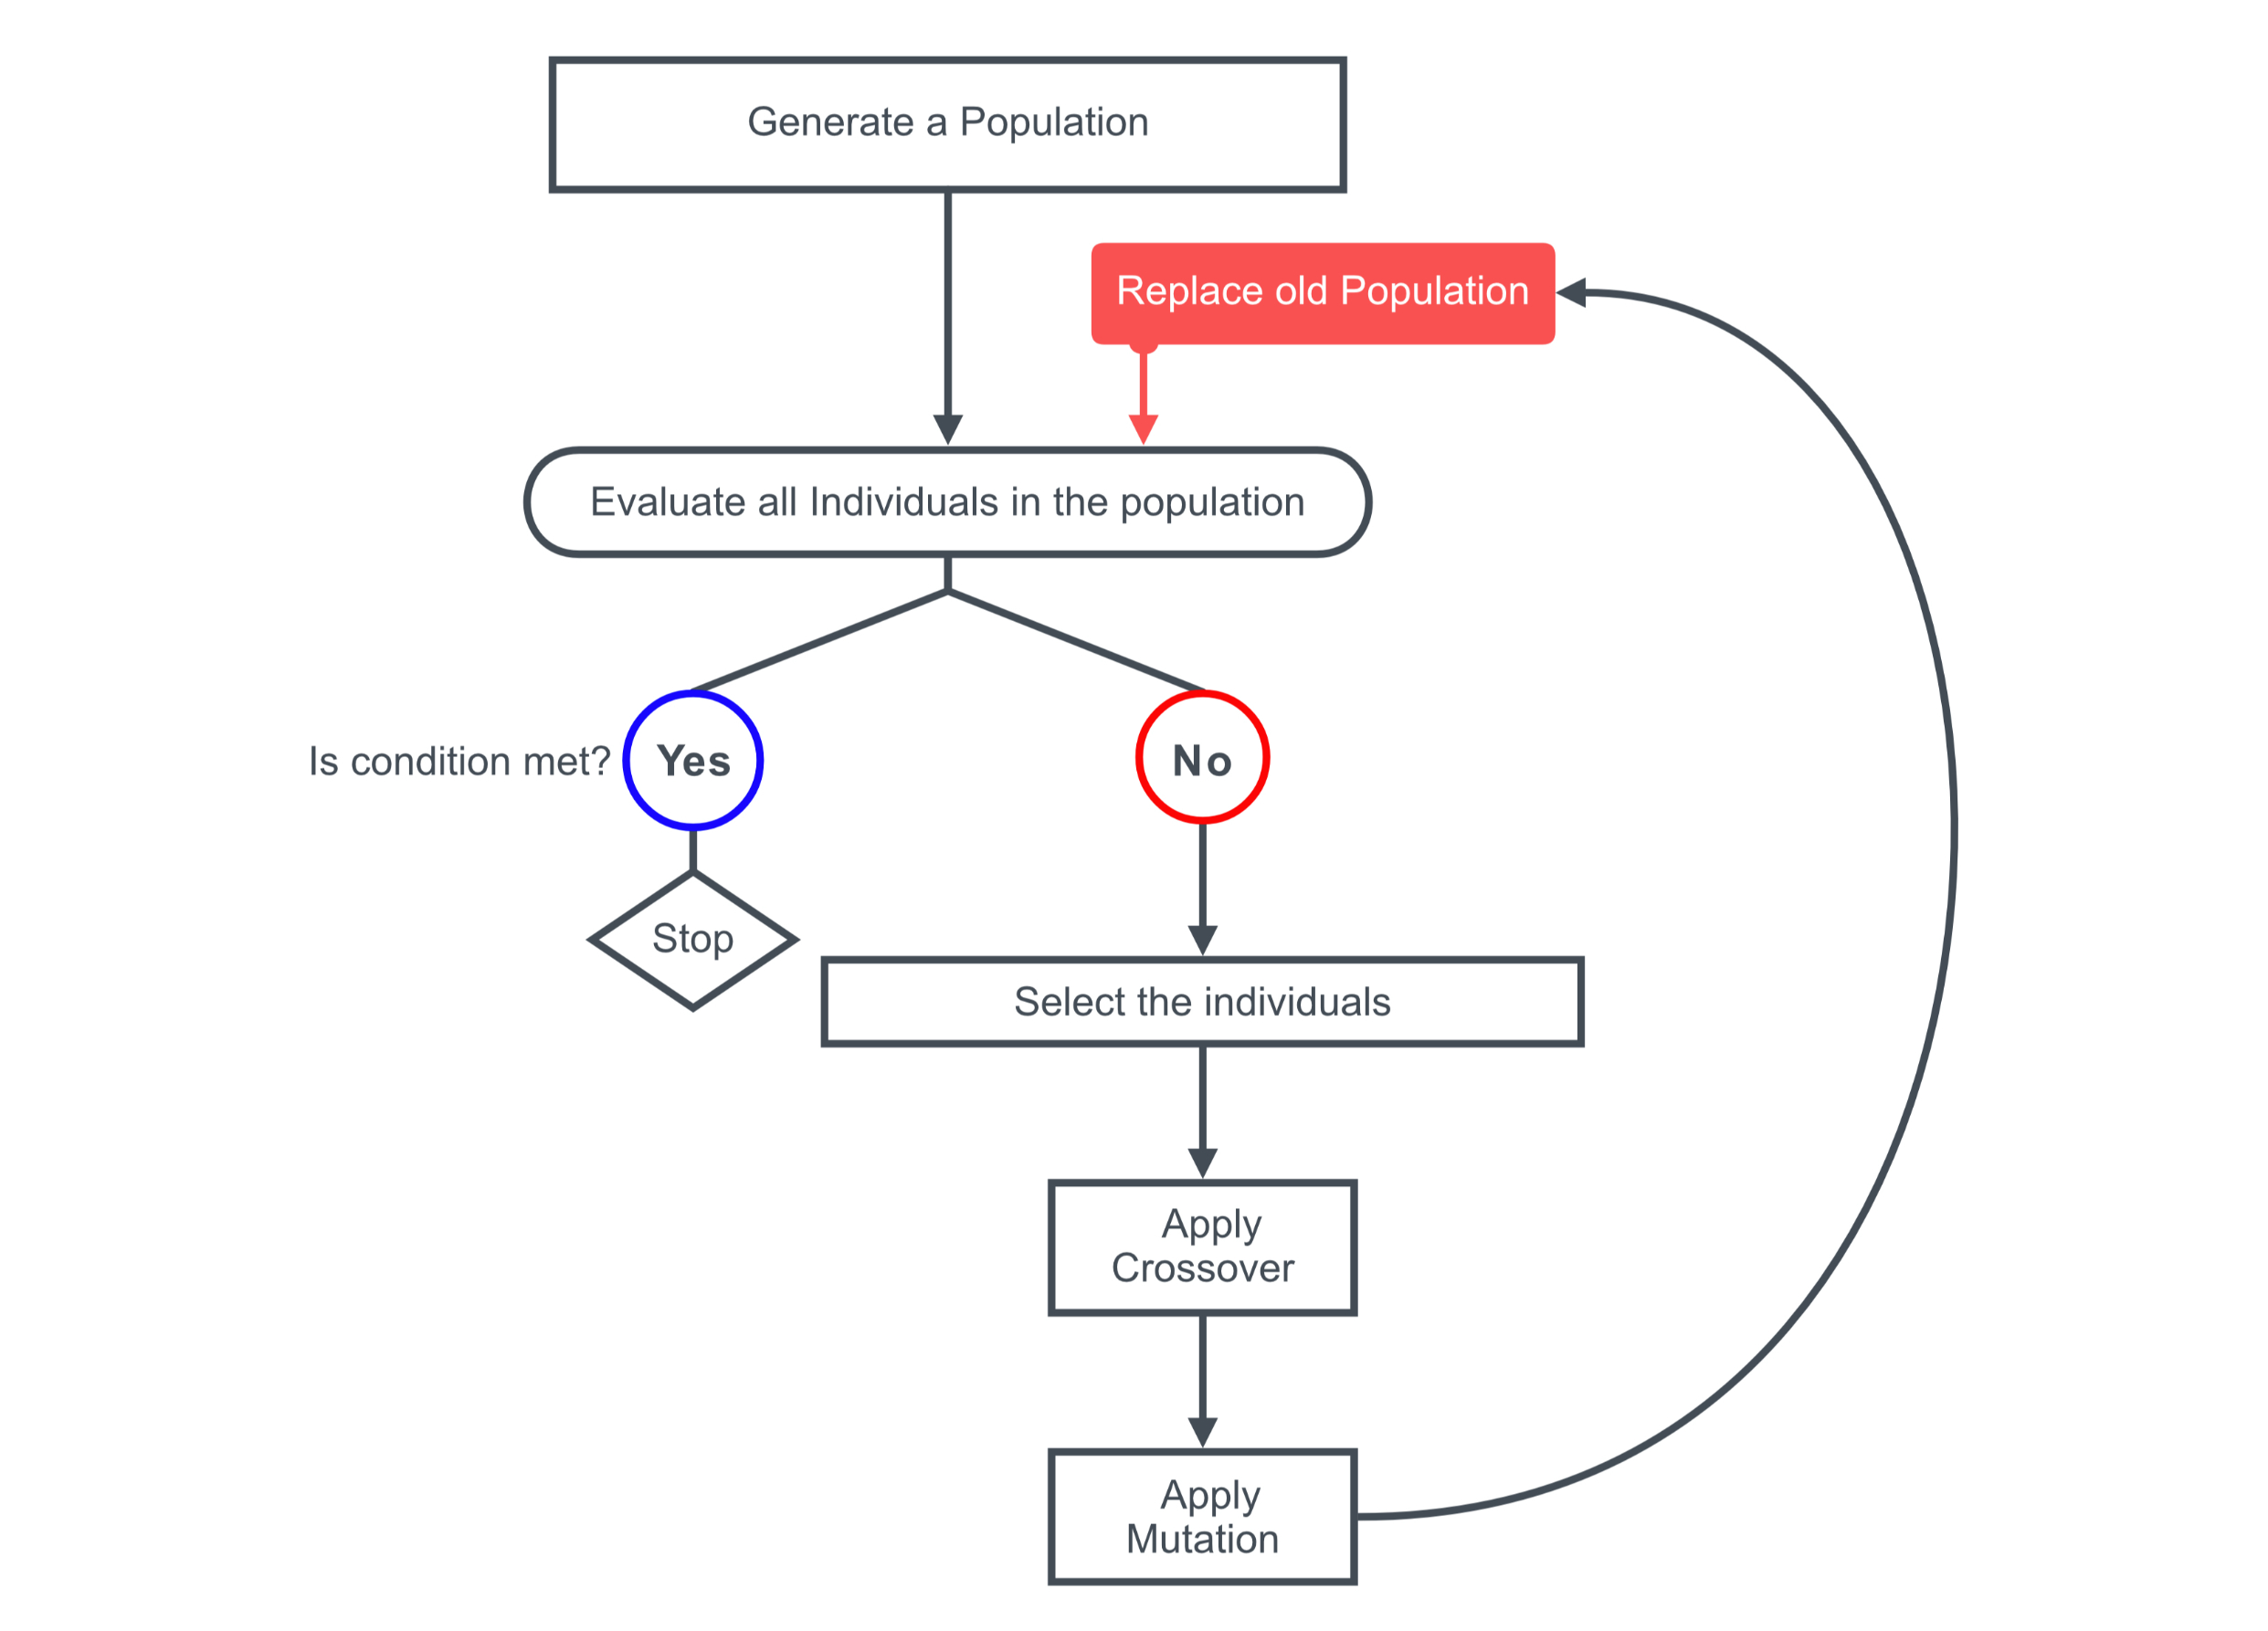 Generate a Population
Replace old Population
Evaluate all Individuals in the population
Is condition met?
Yes
No
Stop
Select the individuals
Apply
Crossover
Apply
Mutation